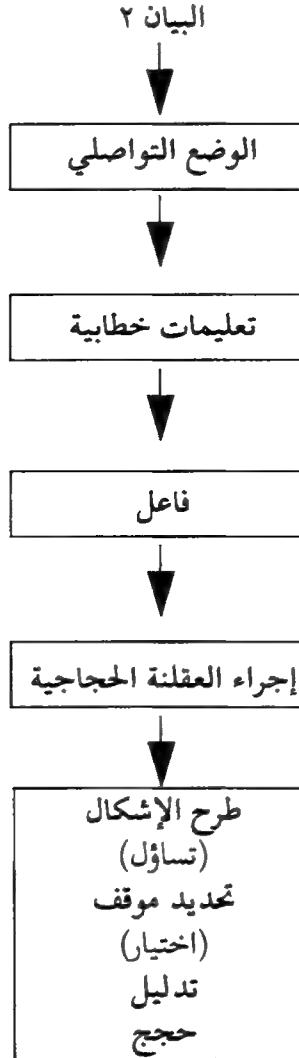 البيان ٢
الوضع التواصلي
تعليمات خطابية
فاعل
إجراء العقلنة الحجاجية
طرح الإشكال
(تساؤل)
تحديد موقف
(اختيار)
تدليل
حجج